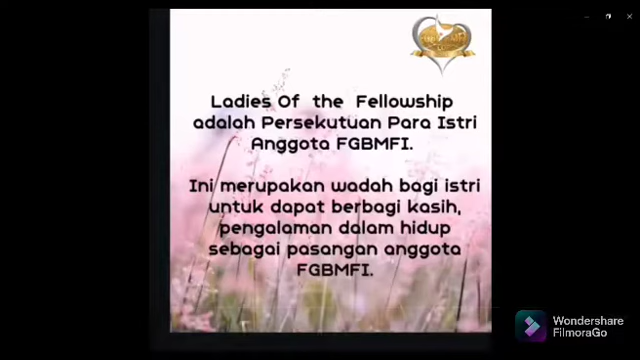 Ladies Of the Fellowship
adalah Persekutuan Para Istri
Anggota FGBMFI.
Ini merupakan wadah bagi istri
untuk dapat berbagi kasih,
pengalaman dalam hidup
sebagai pasangan anggota
FGBMFI.
Wondershare
FilmoraGo